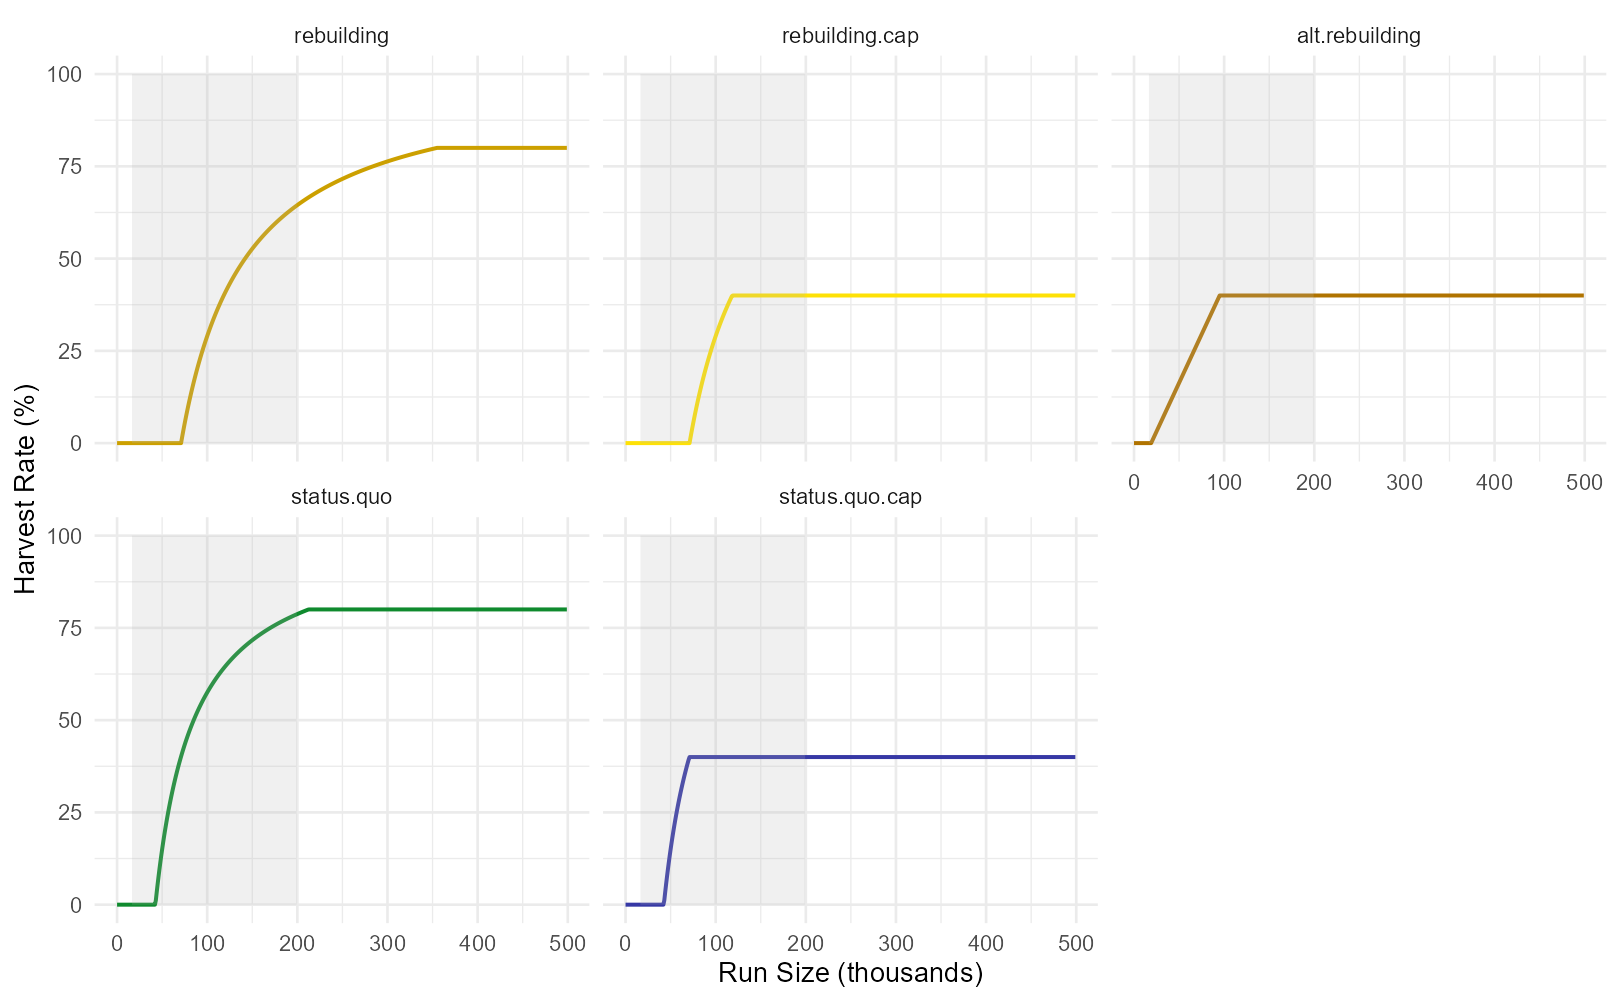 rebuilding
rebuilding.cap
alt.rebuilding
100
75
50
25
0
0 100 200 300 400 500
status.quo
status.quo.cap
100
75
50
25
0
0 100 200 300 400 500
0 100 200 300 400 500
Harvest Rate (%)
Run Size (thousands)